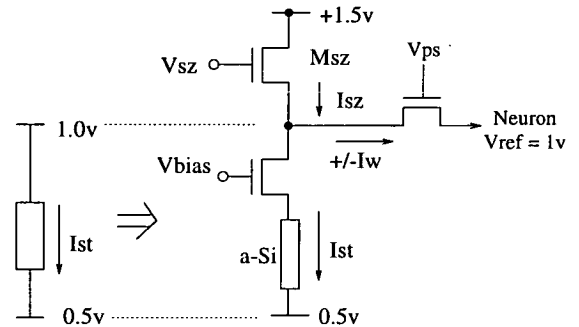 +1.5v
Vsz
Msz
Isz
Vps
1.0v
Neuron
Vref = 1v
+/-Iw
Vbias
Ist
a-Si
Ist
0.5v
0.5v